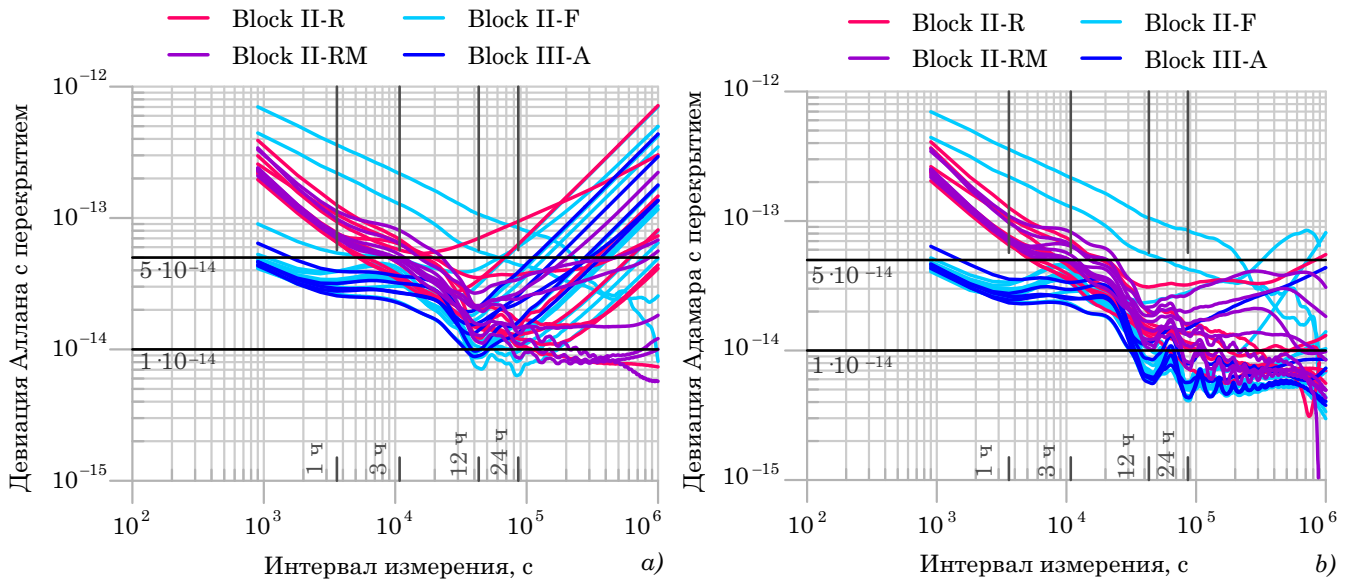 Block II-R Block II-F
Block II-RM Block III-A
Девиация Аллана с перекрытием
10⁻¹²
10⁻¹³
10⁻¹⁴
10⁻¹⁵
5·10⁻¹⁴
1·10⁻¹⁴
1 ч 3 ч 12 ч 24 ч
10² 10³ 10⁴ 10⁵ 10⁶
Интервал измерения, с а)
Block II-R Block II-F
Block II-RM Block III-A
Девиация Адамара с перекрытием
10⁻¹²
10⁻¹³
10⁻¹⁴
10⁻¹⁵
5·10⁻¹⁴
1·10⁻¹⁴
1 ч 3 ч 12 ч 24 ч
10² 10³ 10⁴ 10⁵ 10⁶
Интервал измерения, с b)